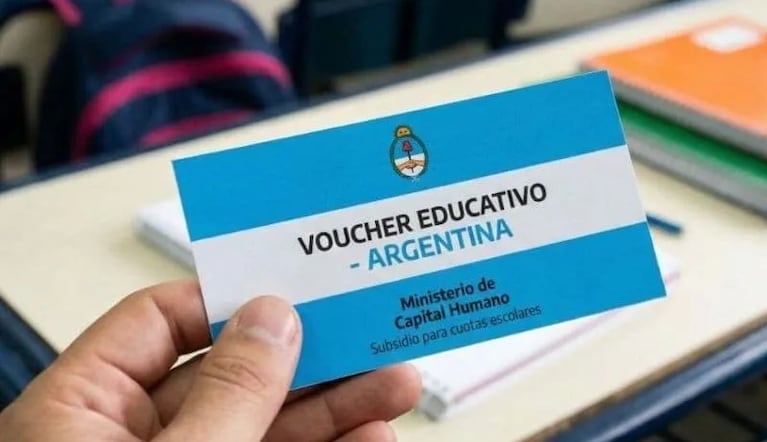 VOUCHER EDUCATIVO
- ARGENTINA
Ministerio de
Capital Humano
Subsidio para cuotas escolares